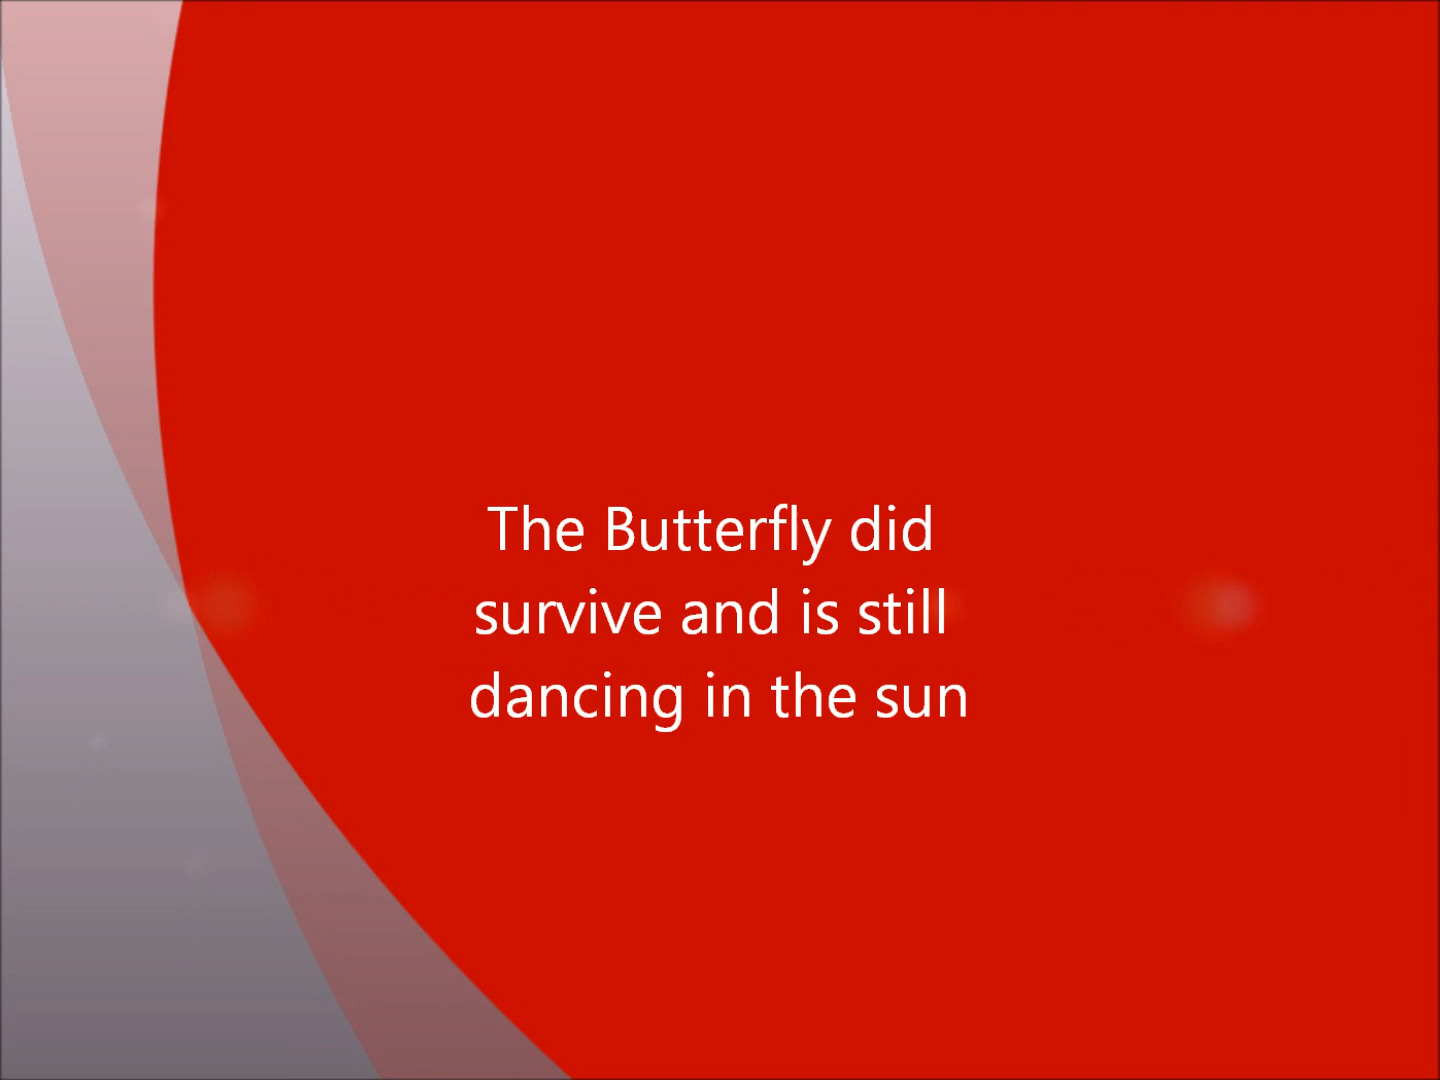 The Butterfly did
survive and is still
dancing in the sun